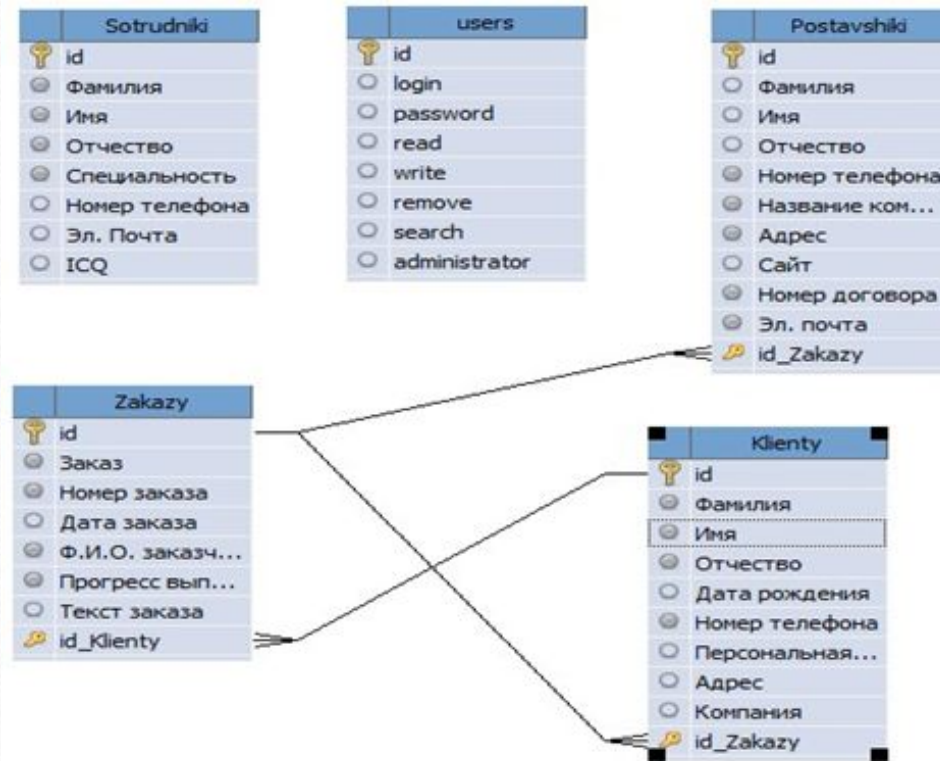 Sotrudniki
id
Фамилия
Имя
Отчество
Специальность
Номер телефона
Эл. Почта
ICQ
users
id
login
password
read
write
remove
search
administrator
Postavshiki
id
Фамилия
Имя
Отчество
Номер телефона
Название ком...
Адрес
Сайт
Номер договора
Эл. почта
id_Zakazy
Zakazy
id
Заказ
Номер заказа
Дата заказа
Ф.И.О. заказч...
Прогресс вып...
Текст заказа
id_Klienty
Klienty
id
Фамилия
Имя
Отчество
Дата рождения
Номер телефона
Персональная...
Адрес
Компания
id_Zakazy